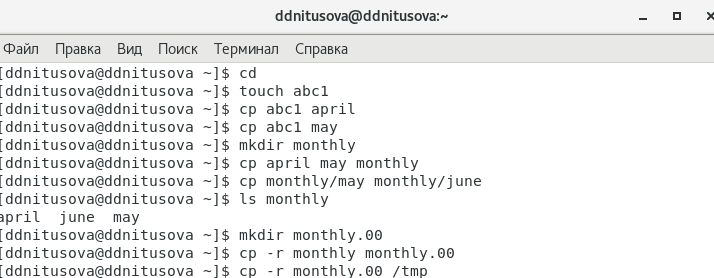 ddnitusova@ddnitusova:~
Файл Правка Вид Поиск Терминал Справка
[ddnitusova@ddnitusova ~]$ cd
[ddnitusova@ddnitusova ~]$ touch abc1
[ddnitusova@ddnitusova ~]$ cp abc1 april
[ddnitusova@ddnitusova ~]$ cp abc1 may
[ddnitusova@ddnitusova ~]$ mkdir monthly
[ddnitusova@ddnitusova ~]$ cp april may monthly
[ddnitusova@ddnitusova ~]$ cp monthly/may monthly/june
[ddnitusova@ddnitusova ~]$ ls monthly
april  june  may
[ddnitusova@ddnitusova ~]$ mkdir monthly.00
[ddnitusova@ddnitusova ~]$ cp -r monthly monthly.00
[ddnitusova@ddnitusova ~]$ cp -r monthly.00 /tmp